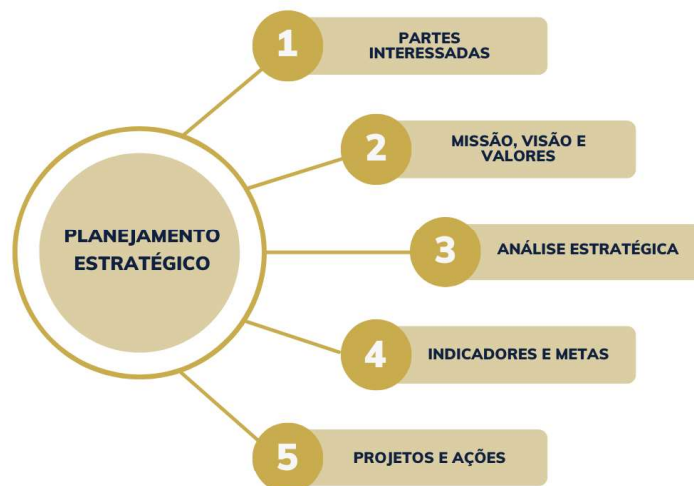 PLANEJAMENTO
ESTRATÉGICO
1
PARTES
INTERESSADAS
2
MISSÃO, VISÃO E
VALORES
3
ANÁLISE ESTRATÉGICA
4
INDICADORES E METAS
5
PROJETOS E AÇÕES